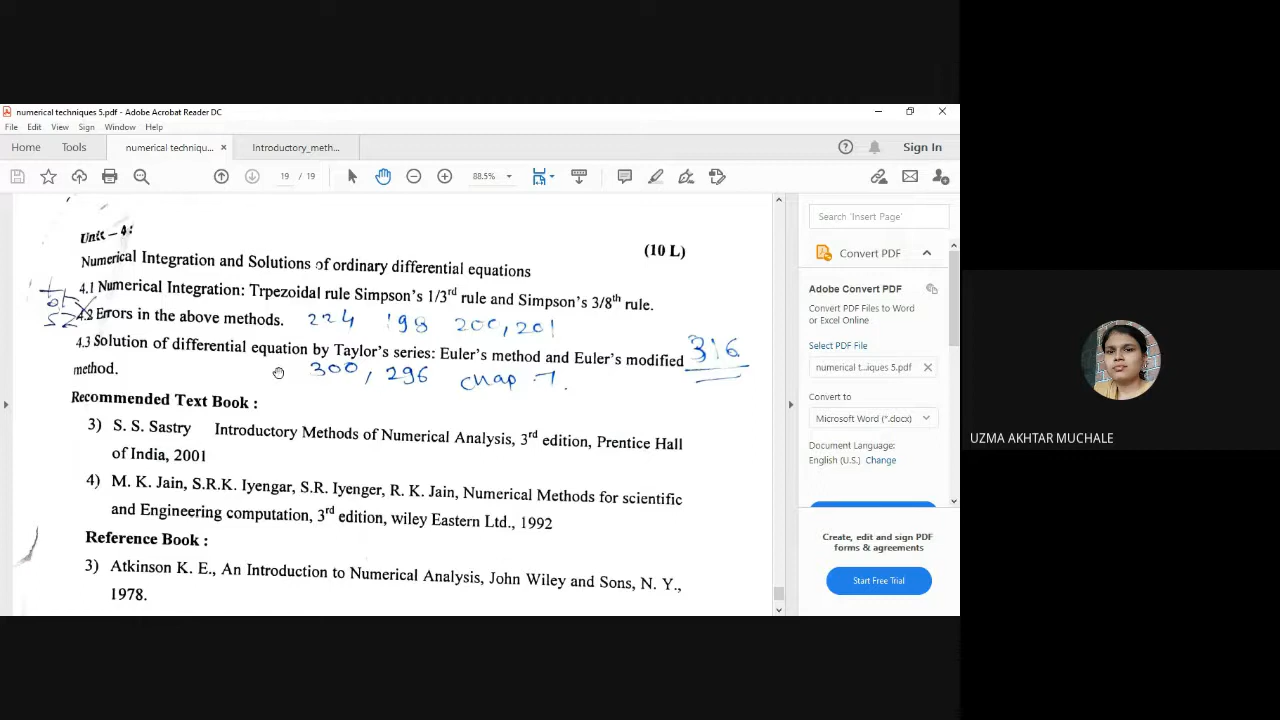 numerical techniques 5.pdf - Adobe Acrobat Reader DC
File Edit View Sign Window Help
Home Tools numerical techniqu... × Introductory_meth... Sign In
19 / 19 88.5%
Unit – 4:
(10 L)
Numerical Integration and Solutions of ordinary differential equations
4.1 Numerical Integration: Trpezoidal rule Simpson's 1/3rd rule and Simpson's 3/8th rule.
4.2 Errors in the above methods. 224 198 200, 201
4.3 Solution of differential equation by Taylor's series: Euler's method and Euler's modified 316
method. 300, 296 chap 7.
Recommended Text Book :
3) S. S. Sastry Introductory Methods of Numerical Analysis, 3rd edition, Prentice Hall
of India, 2001
4) M. K. Jain, S.R.K. Iyengar, S.R. Iyenger, R. K. Jain, Numerical Methods for scientific
and Engineering computation, 3rd edition, wiley Eastern Ltd., 1992
Reference Book :
3) Atkinson K. E., An Introduction to Numerical Analysis, John Wiley and Sons, N. Y.,
1978.
Search 'Insert Page'
Convert PDF
Adobe Convert PDF
Convert PDF Files to Word
or Excel Online
Select PDF File
numerical t...iques 5.pdf ×
Convert to
Microsoft Word (*.docx)
Document Language:
English (U.S.) Change
Create, edit and sign PDF
forms & agreements
Start Free Trial
UZMA AKHTAR MUCHALE